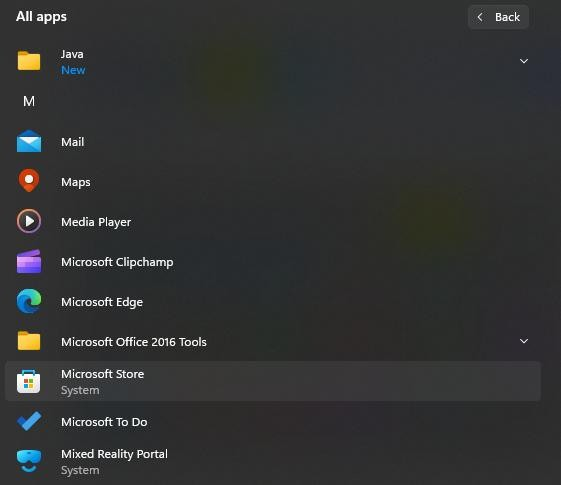 All apps
Back
Java
New
M
Mail
Maps
Media Player
Microsoft Clipchamp
Microsoft Edge
Microsoft Office 2016 Tools
Microsoft Store
System
Microsoft To Do
Mixed Reality Portal
System